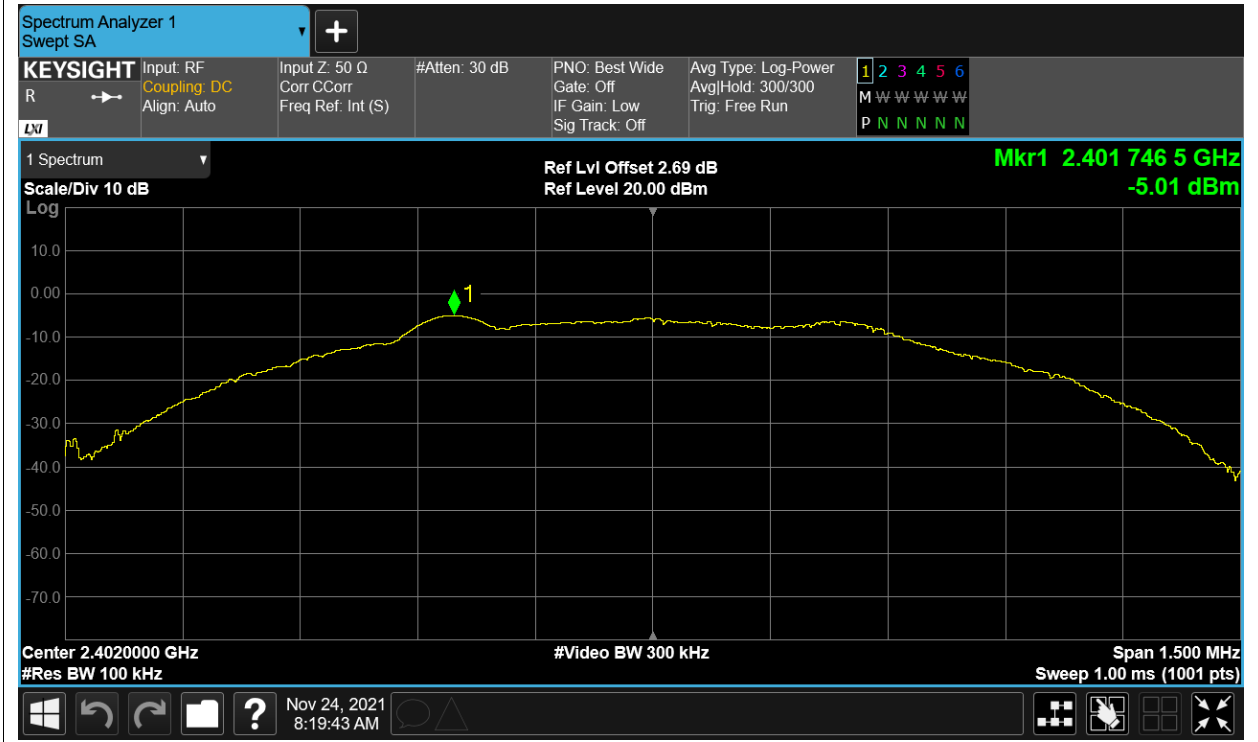 Spectrum Analyzer 1
Swept SA
KEYSIGHT
R
LXI
Input: RF
Coupling: DC
Align: Auto
Input Z: 50 Ω
Corr CCorr
Freq Ref: Int (S)
#Atten: 30 dB
PNO: Best Wide
Gate: Off
IF Gain: Low
Sig Track: Off
Avg Type: Log-Power
Avg|Hold: 300/300
Trig: Free Run
1 2 3 4 5 6
M W W W W W
P N N N N N
1 Spectrum
Scale/Div 10 dB
Log
Ref Lvl Offset 2.69 dB
Ref Level 20.00 dBm
Mkr1 2.401 746 5 GHz
-5.01 dBm
1
10.0
0.00
-10.0
-20.0
-30.0
-40.0
-50.0
-60.0
-70.0
Center 2.4020000 GHz
#Video BW 300 kHz
Span 1.500 MHz
#Res BW 100 kHz
Sweep 1.00 ms (1001 pts)
?
Nov 24, 2021
8:19:43 AM